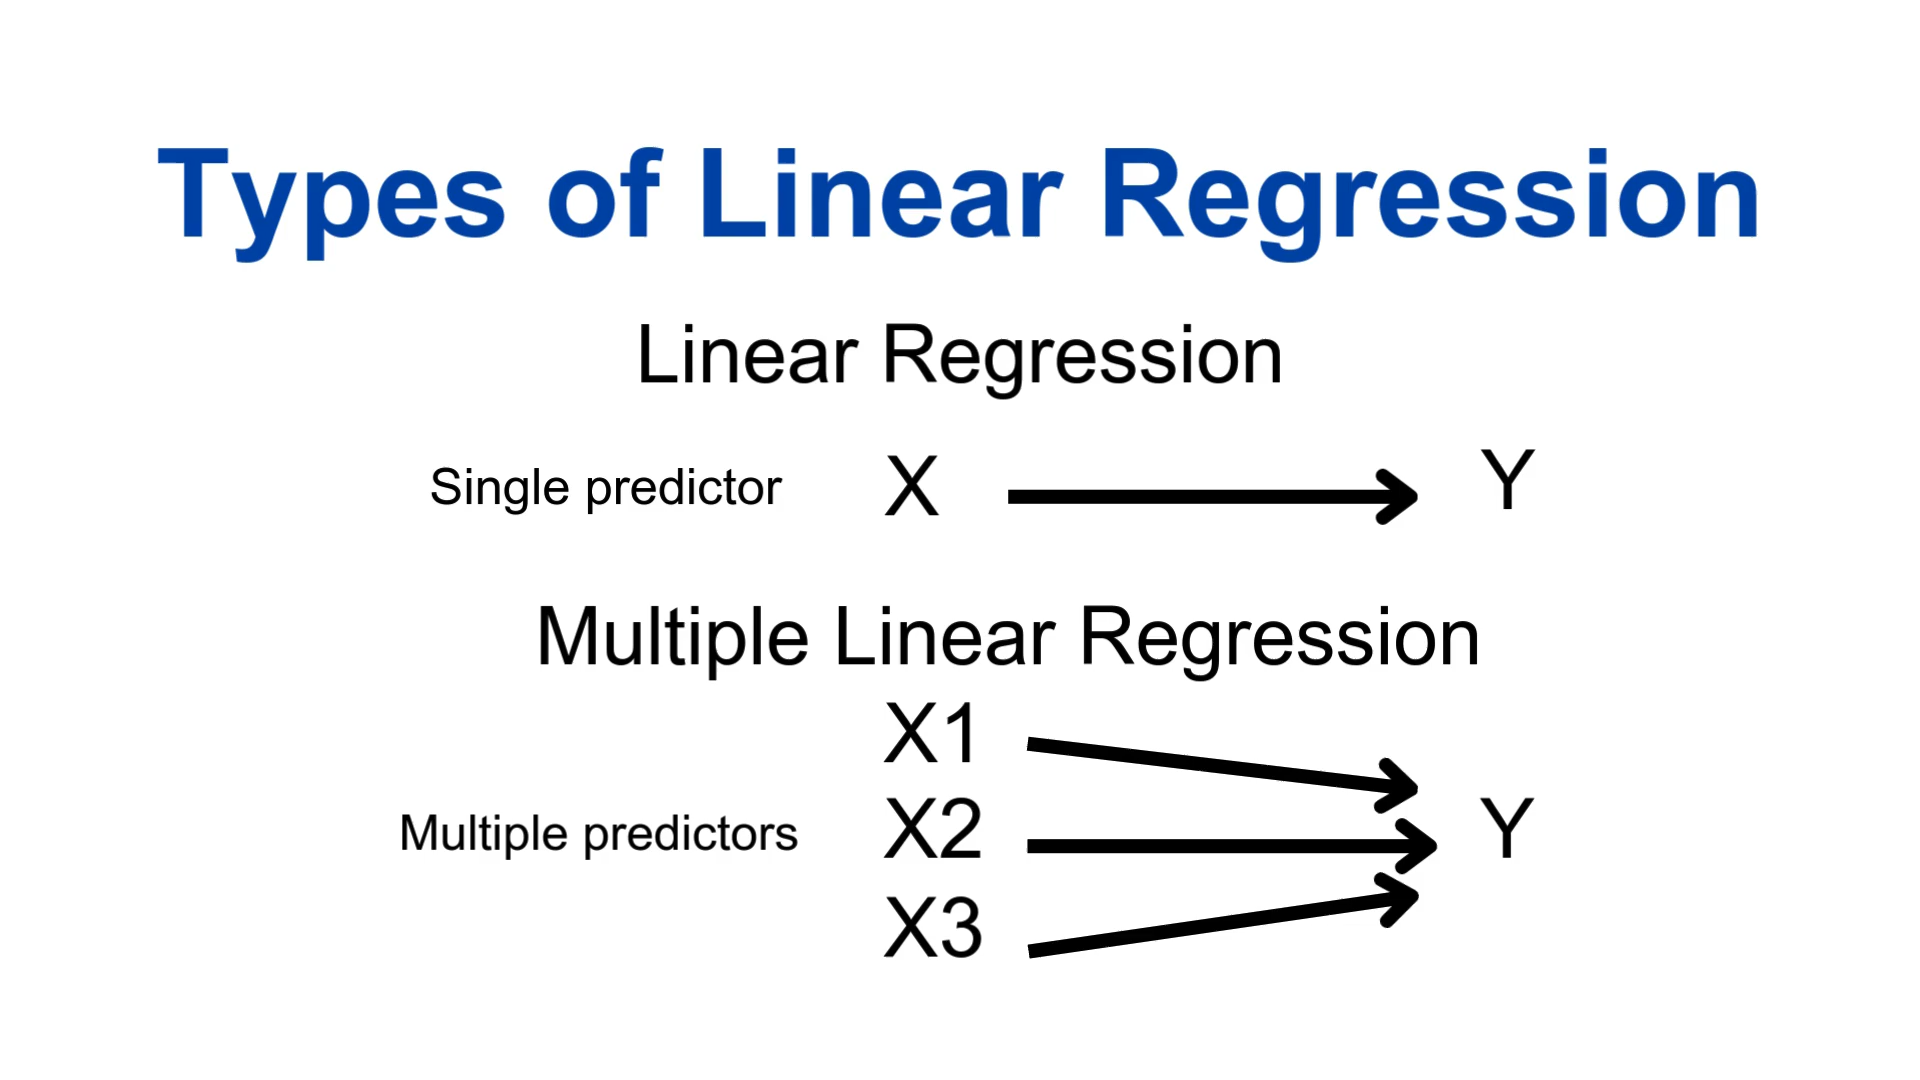 Types of Linear Regression
Linear Regression
Single predictor X Y
Multiple Linear Regression
X1
Multiple predictors X2 Y
X3